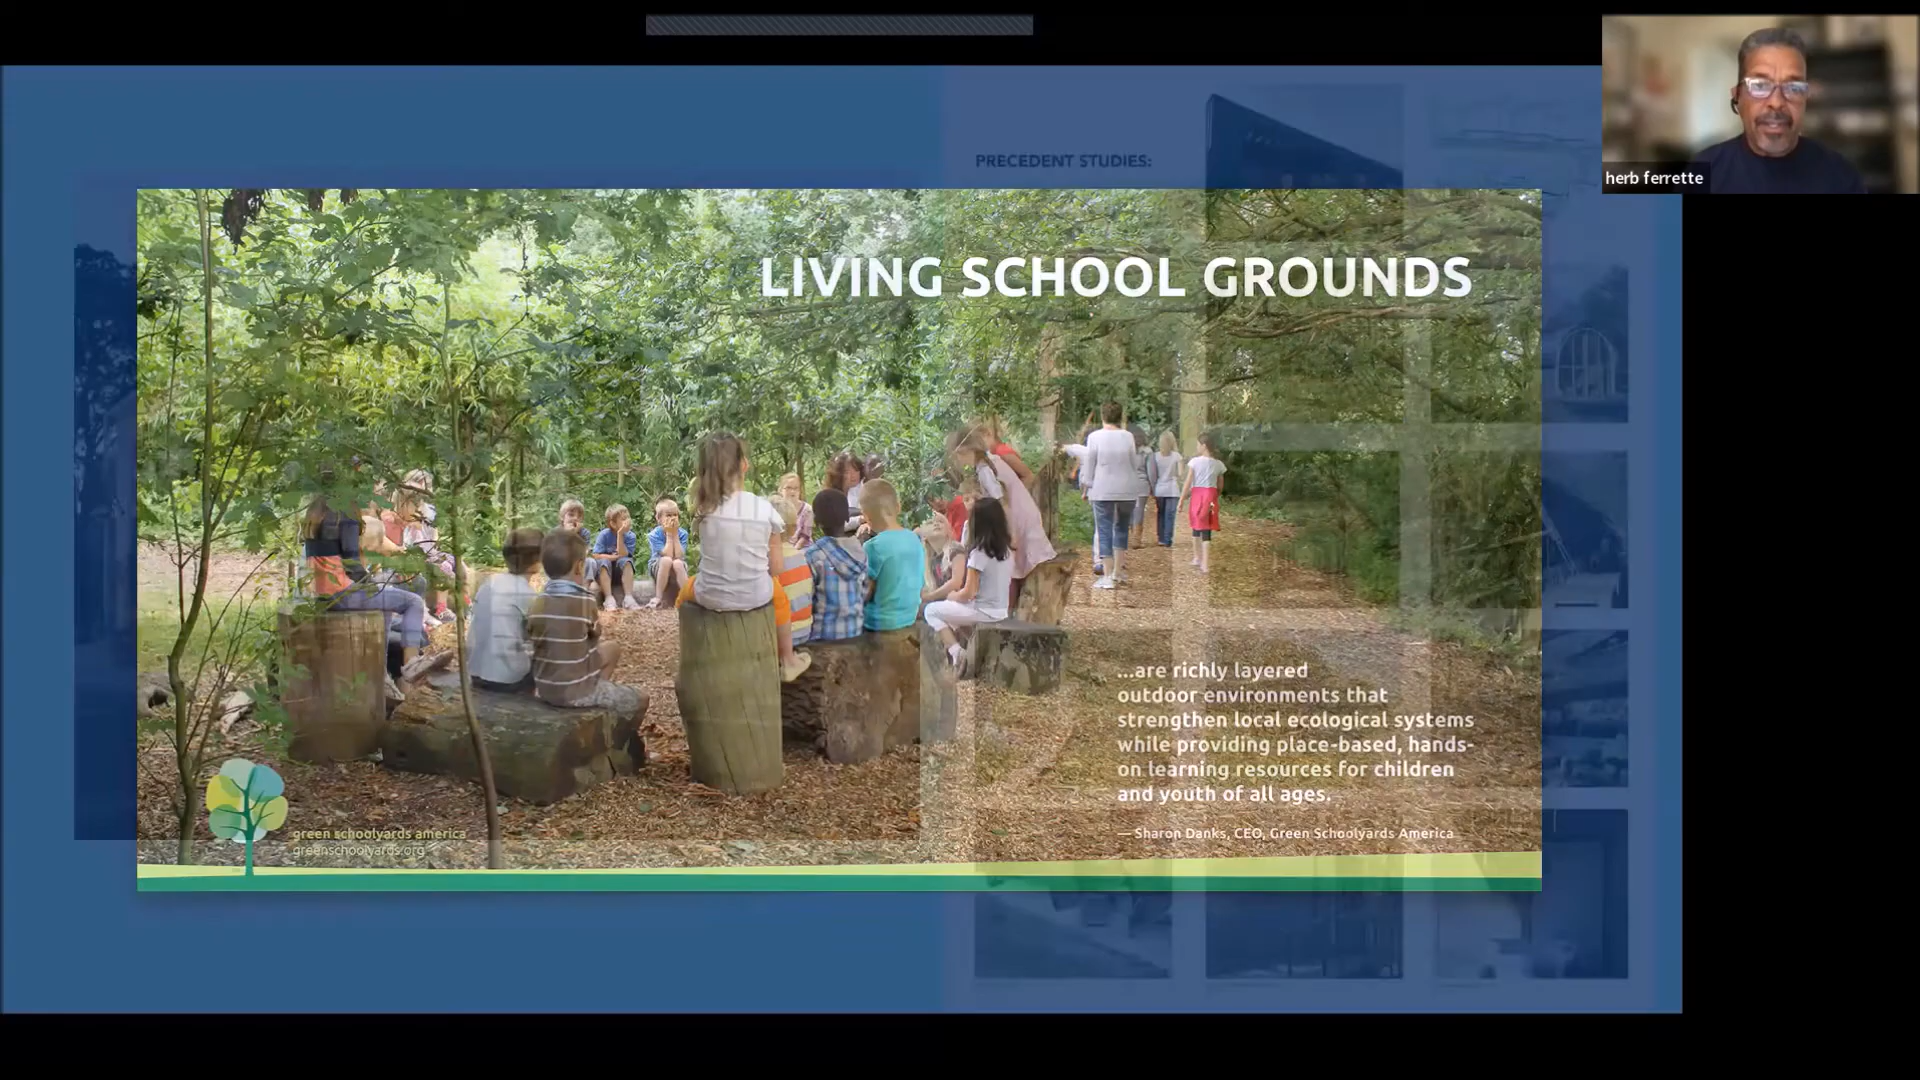 PRECEDENT STUDIES:
herb ferrette
LIVING SCHOOL GROUNDS
...are richly layered
outdoor environments that
strengthen local ecological systems
while providing place-based, hands-
on learning resources for children
and youth of all ages.
— Sharon Danks, CEO, Green Schoolyards America
green schoolyards america
greenschoolyards.org